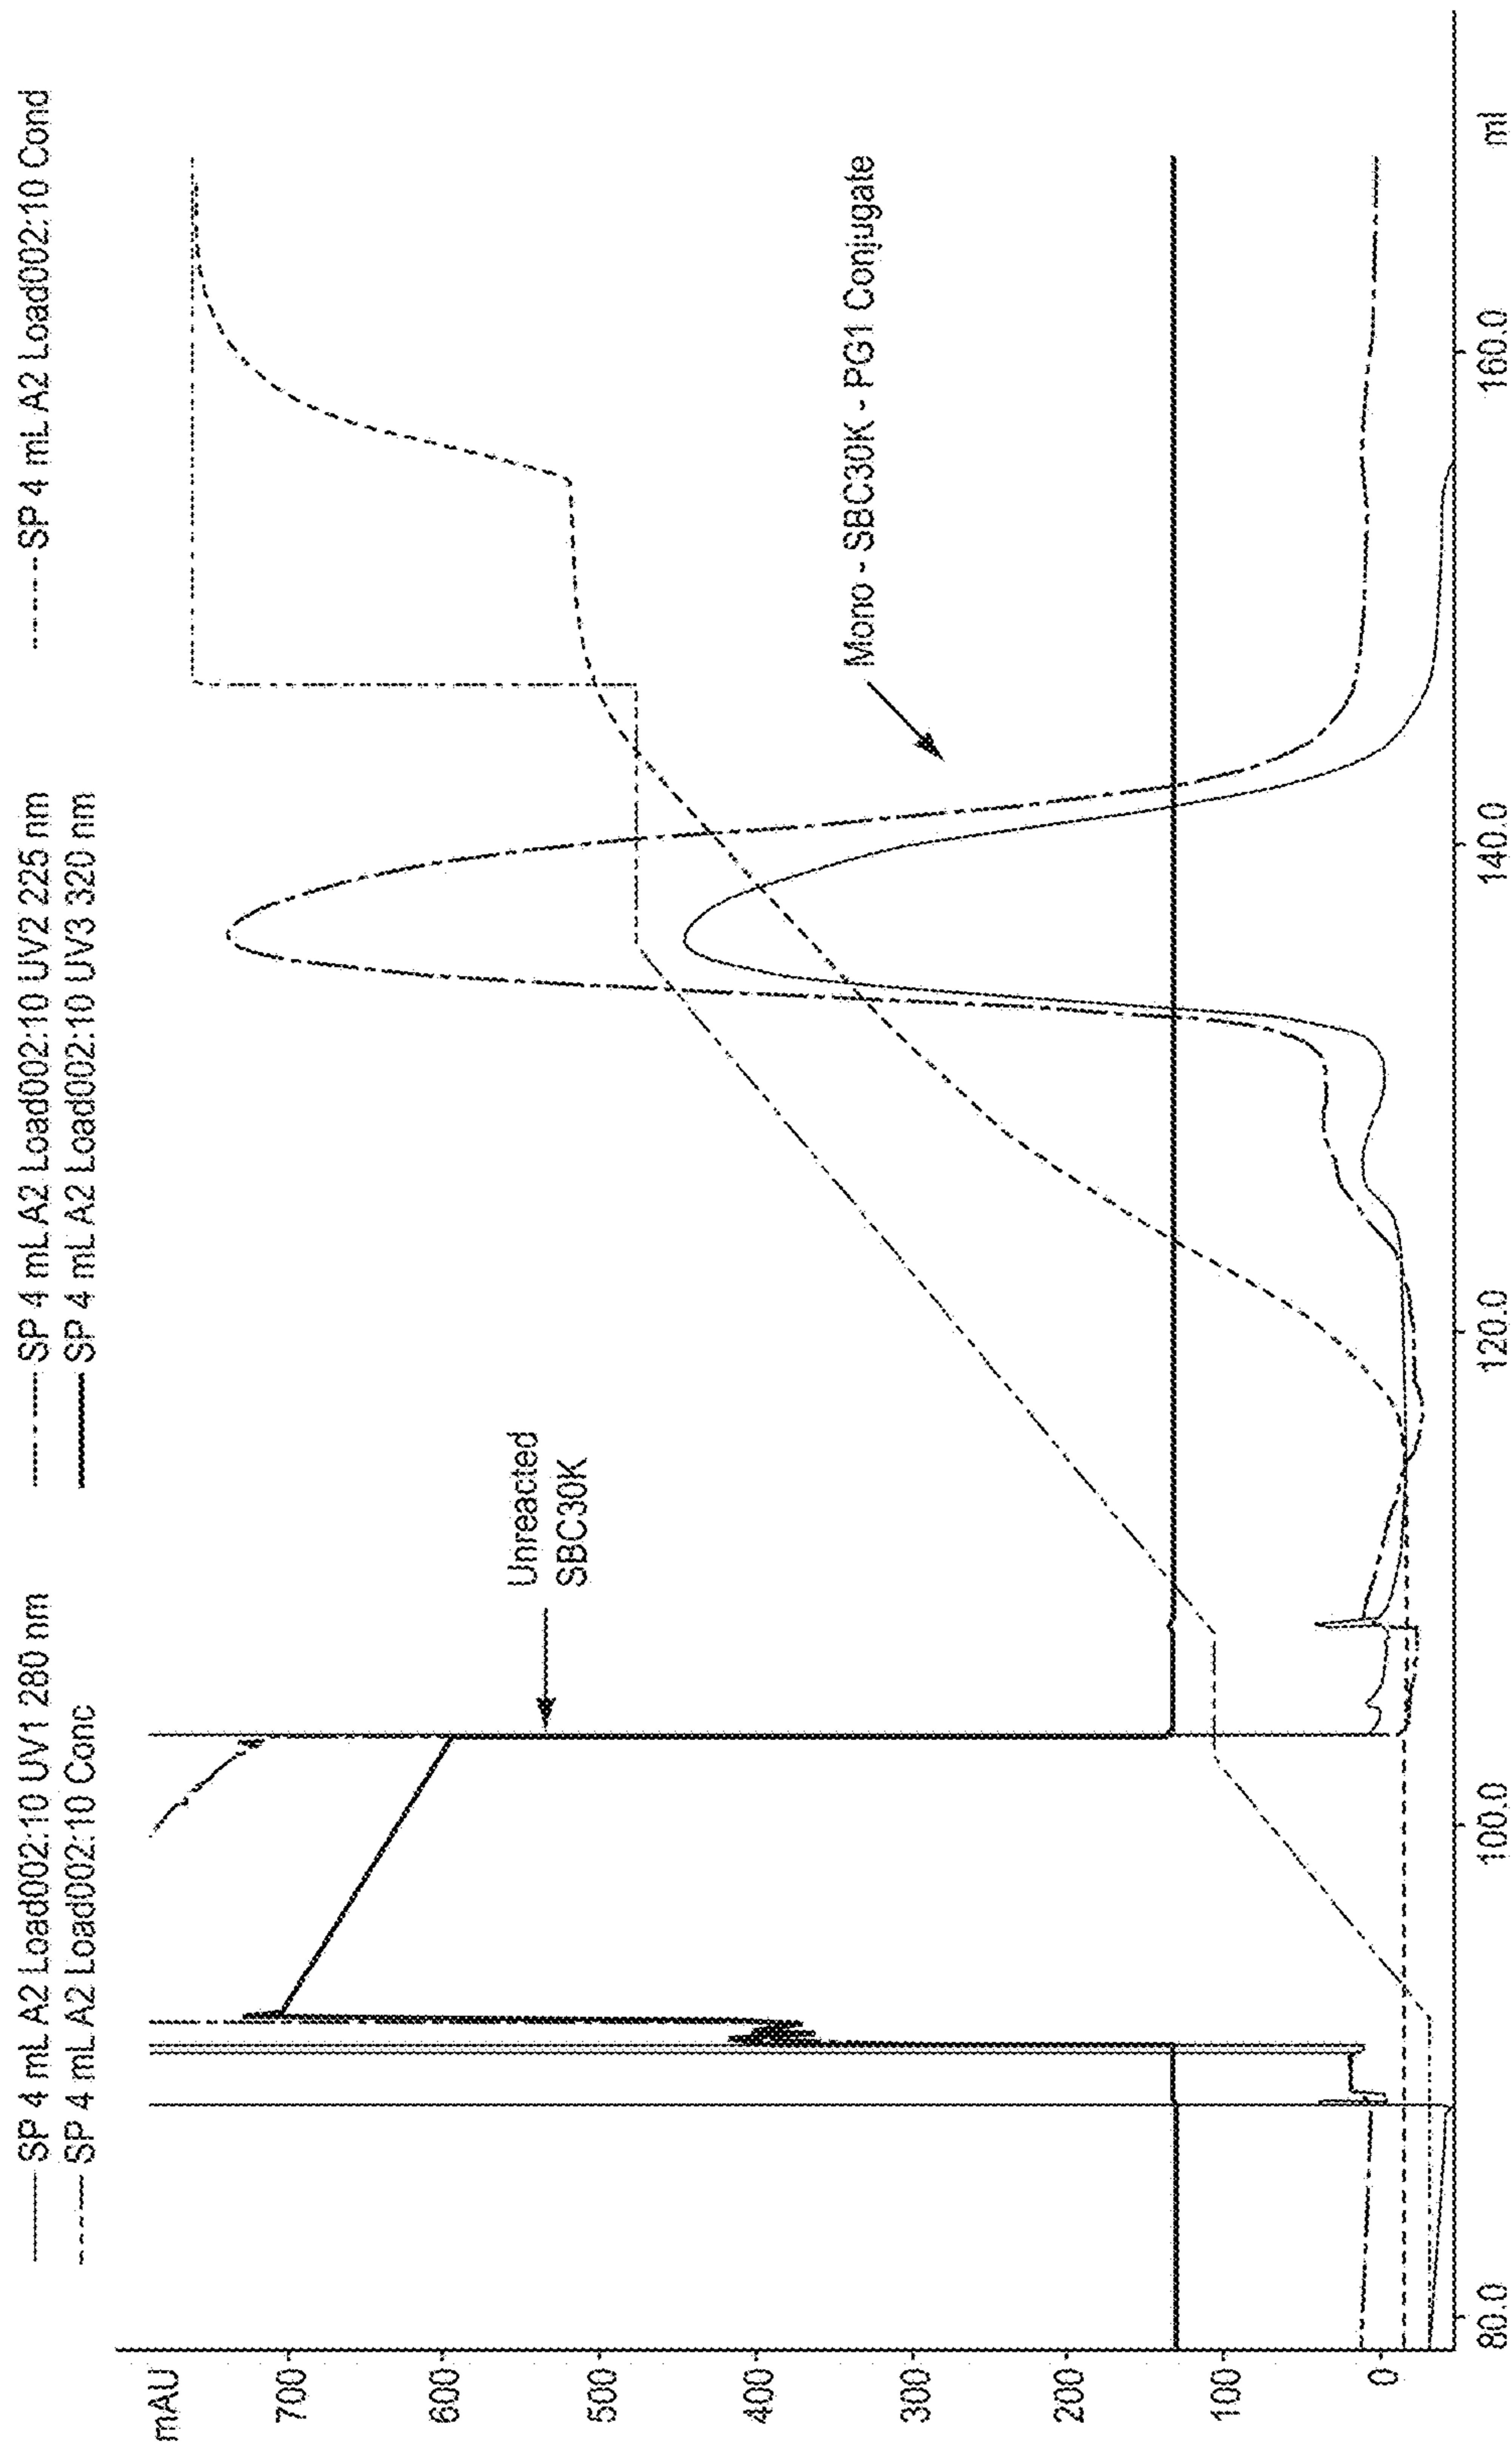 SP 4 mL A2 Load002:10 UV1 280 nm
SP 4 mL A2 Load002:10 UV2 225 nm
SP 4 mL A2 Load002:10 Cond
SP 4 mL A2 Load002:10 Conc
SP 4 mL A2 Load002:10 UV3 320 nm
mAU
700
600
500
400
300
200
100
0
Unreacted
SBC30K
Mono - SBC30K - PG1 Conjugate
80.0
100.0
120.0
140.0
160.0
ml